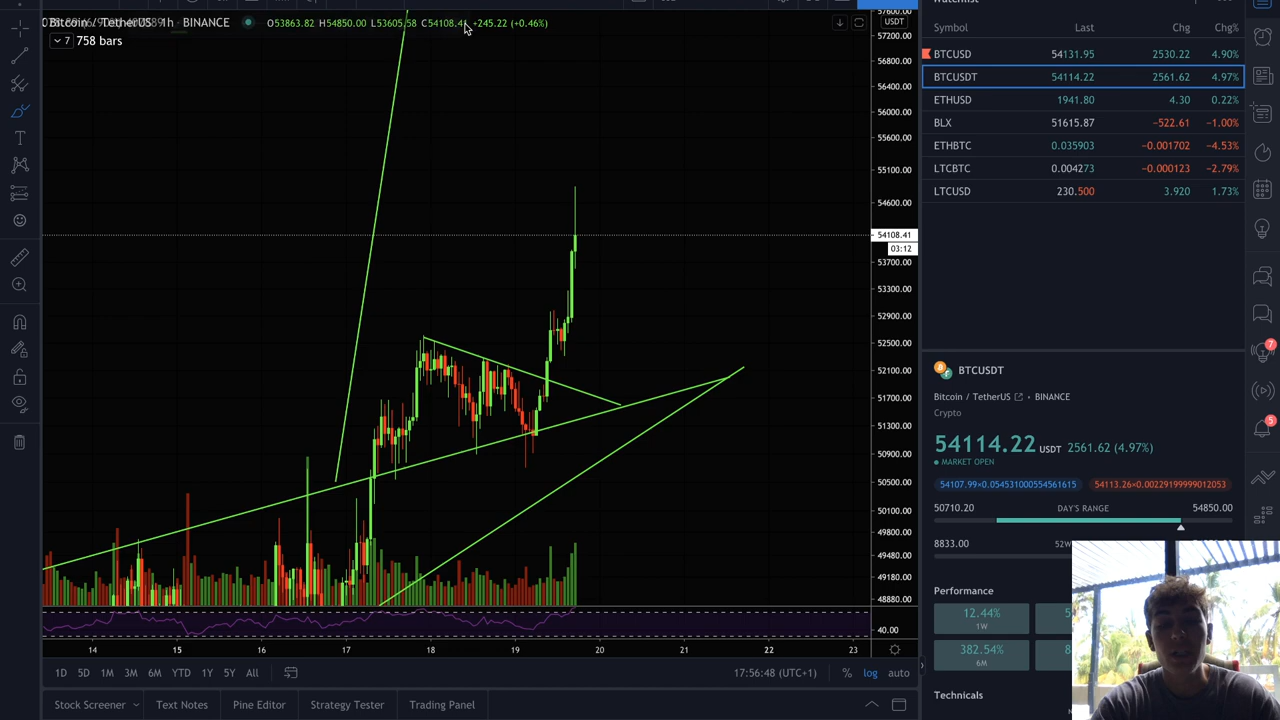 Bitcoin / TetherUS BINANCE O53863.82 H54850.00 L53605.58 C54108.41 +245.22 (+0.46%)
7 758 bars
USDT
57600.00
57200.00
56800.00
56400.00
56000.00
55600.00
55100.00
54600.00
54108.41
03:12
53700.00
53300.00
52900.00
52500.00
52100.00
51700.00
51300.00
50900.00
50500.00
50100.00
49800.00
49480.00
49180.00
48880.00
40.00
14 15 16 17 18 19 20 21 22 23
1D 5D 1M 3M 6M YTD 1Y 5Y All
17:56:48 (UTC+1) % log auto
Stock Screener Text Notes Pine Editor Strategy Tester Trading Panel
Watchlist
Symbol Last Chg Chg%
BTCUSD 54131.95 2530.22 4.90%
BTCUSDT 54114.22 2561.62 4.97%
ETHUSD 1941.80 4.30 0.22%
BLX 51615.87 −522.61 −1.00%
ETHBTC 0.035903 −0.001702 −4.53%
LTCBTC 0.004273 −0.000123 −2.79%
LTCUSD 230.500 3.920 1.73%
BTCUSDT
Bitcoin / TetherUS • BINANCE
Crypto
54114.22 USDT 2561.62 (4.97%)
MARKET OPEN
54107.99×0.054531000554561615 54113.26×0.00229199999012053
50710.20 DAY'S RANGE 54850.00
8833.00 52W
Performance
12.44%
1W
382.54%
6M
Technicals
7
5